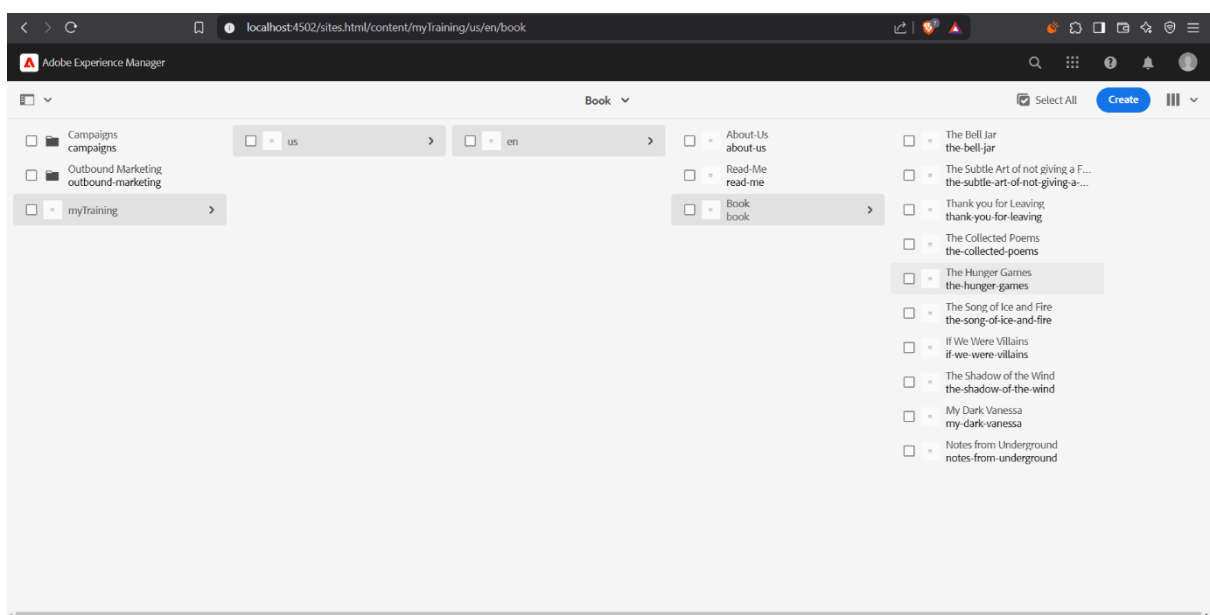 localhost:4502/sites.html/content/myTraining/us/en/book
Adobe Experience Manager
Book
Select All
Create
Campaigns
campaigns
Outbound Marketing
outbound-marketing
myTraining
us
en
About-Us
about-us
Read-Me
read-me
Book
book
The Bell Jar
the-bell-jar
The Subtle Art of not giving a F...
the-subtle-art-of-not-giving-a-...
Thank you for Leaving
thank-you-for-leaving
The Collected Poems
the-collected-poems
The Hunger Games
the-hunger-games
The Song of Ice and Fire
the-song-of-ice-and-fire
If We Were Villains
if-we-were-villains
The Shadow of the Wind
the-shadow-of-the-wind
My Dark Vanessa
my-dark-vanessa
Notes from Underground
notes-from-underground